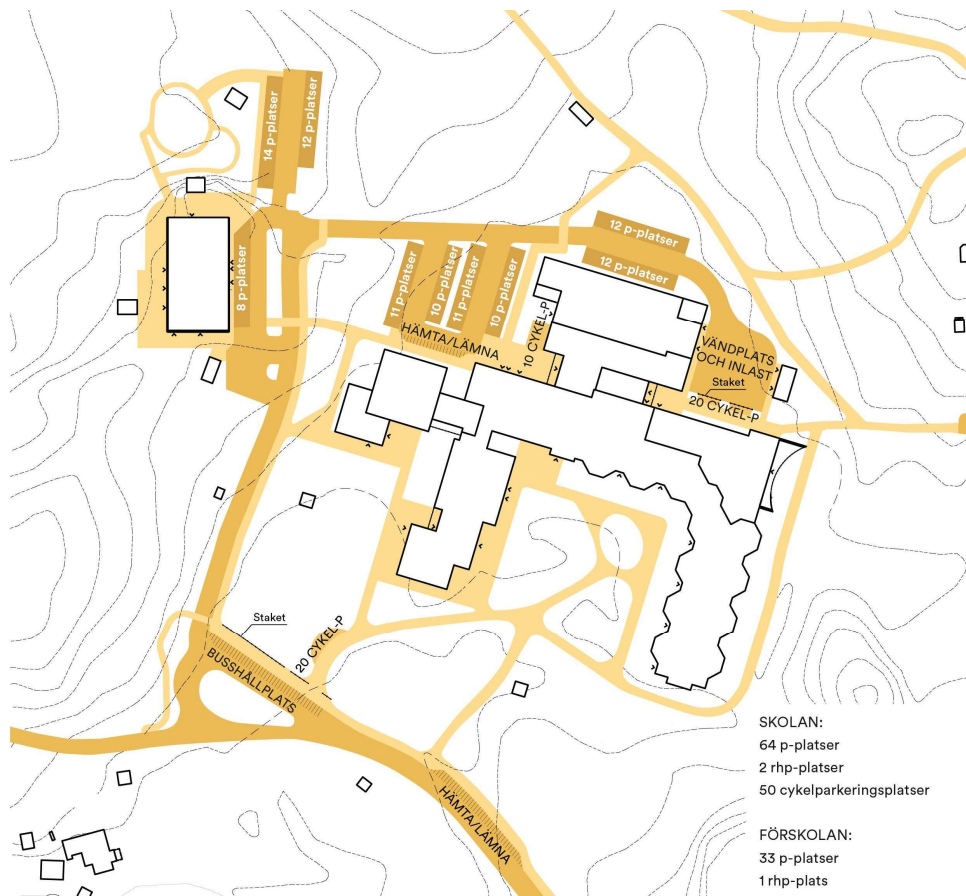 14 p-platser
12 p-platser
8 p-platser
12 p-platser
12 p-platser
11 p-platser
10 p-platser
11 p-platser
10 p-platser
HÄMTA/LÄMNA
10 CYKEL-P
VÄNDPLATS
OCH INLAST
Staket
20 CYKEL-P
Staket
20 CYKEL-P
BUSSHÅLLPLATS
HÄMTA/LÄMNA
SKOLAN:
64 p-platser
2 rhp-platser
50 cykelparkeringsplatser
FÖRSKOLAN:
33 p-platser
1 rhp-plats